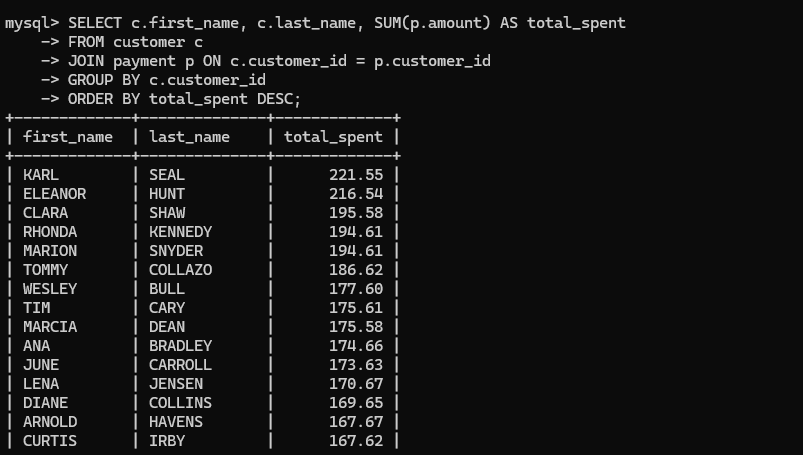 mysql> SELECT c.first_name, c.last_name, SUM(p.amount) AS total_spent
    -> FROM customer c
    -> JOIN payment p ON c.customer_id = p.customer_id
    -> GROUP BY c.customer_id
    -> ORDER BY total_spent DESC;
+-------------+--------------+-------------+
| first_name  | last_name    | total_spent |
+-------------+--------------+-------------+
| KARL        | SEAL         |      221.55 |
| ELEANOR     | HUNT         |      216.54 |
| CLARA       | SHAW         |      195.58 |
| RHONDA      | KENNEDY      |      194.61 |
| MARION      | SNYDER       |      194.61 |
| TOMMY       | COLLAZO      |      186.62 |
| WESLEY      | BULL         |      177.60 |
| TIM         | CARY         |      175.61 |
| MARCIA      | DEAN         |      175.58 |
| ANA         | BRADLEY      |      174.66 |
| JUNE        | CARROLL      |      173.63 |
| LENA        | JENSEN       |      170.67 |
| DIANE       | COLLINS      |      169.65 |
| ARNOLD      | HAVENS       |      167.67 |
| CURTIS      | IRBY         |      167.62 |